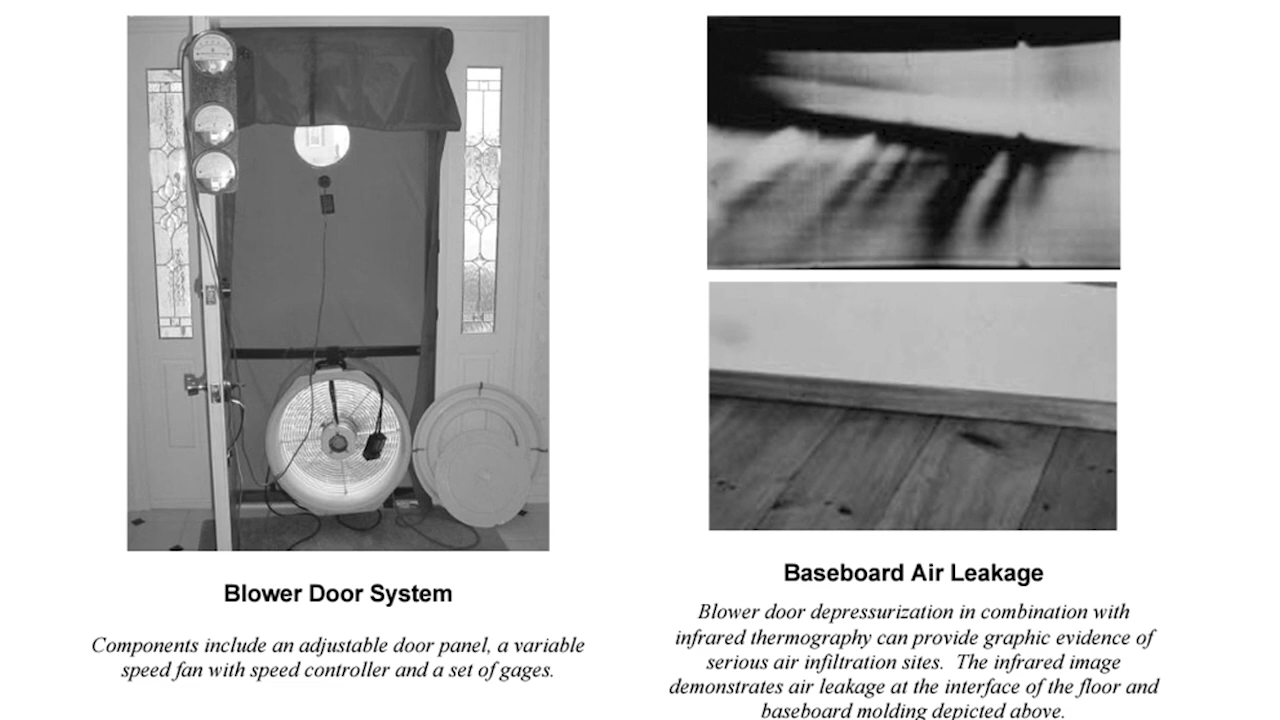 Blower Door System
Components include an adjustable door panel, a variable
speed fan with speed controller and a set of gages.
Baseboard Air Leakage
Blower door depressurization in combination with
infrared thermography can provide graphic evidence of
serious air infiltration sites.  The infrared image
demonstrates air leakage at the interface of the floor and
baseboard molding depicted above.